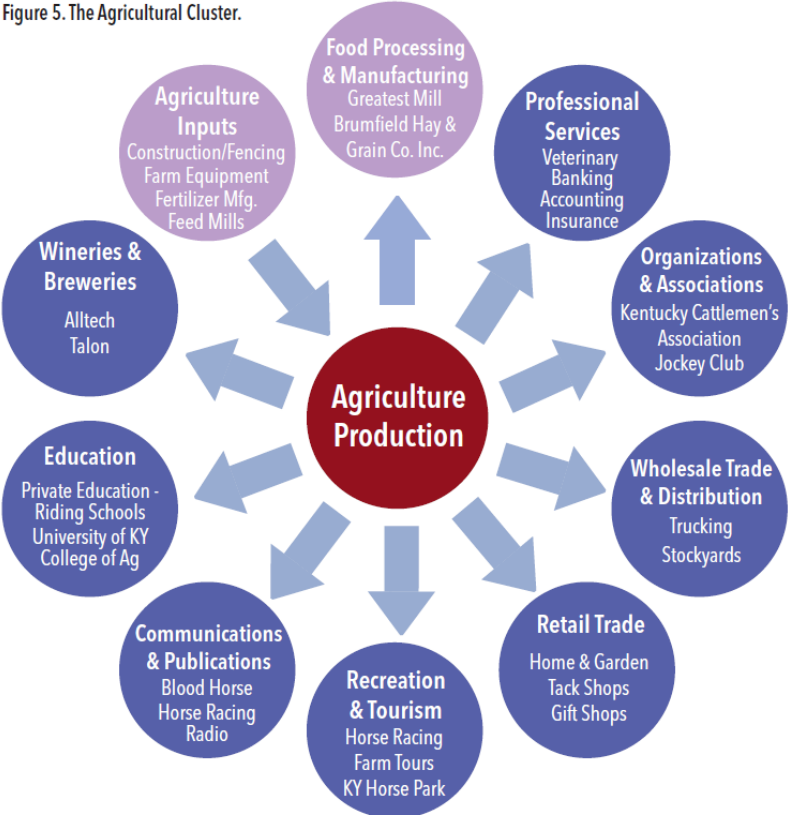 Figure 5. The Agricultural Cluster.
Food Processing
& Manufacturing
Greatest Mill
Brumfield Hay &
Grain Co. Inc.
Professional
Services
Veterinary
Banking
Accounting
Insurance
Organizations
& Associations
Kentucky Cattlemen's
Association
Jockey Club
Wholesale Trade
& Distribution
Trucking
Stockyards
Retail Trade
Home & Garden
Tack Shops
Gift Shops
Recreation
& Tourism
Horse Racing
Farm Tours
KY Horse Park
Communications
& Publications
Blood Horse
Horse Racing
Radio
Education
Private Education -
Riding Schools
University of KY
College of Ag
Wineries &
Breweries
Alltech
Talon
Agriculture
Inputs
Construction/Fencing
Farm Equipment
Fertilizer Mfg.
Feed Mills
Agriculture
Production